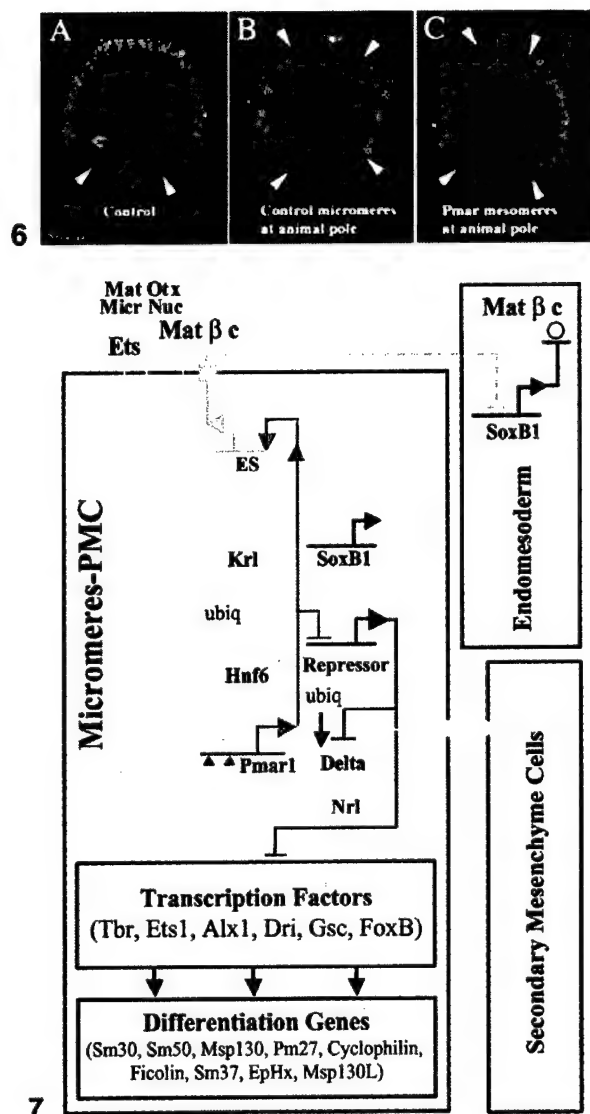 A
B
C
Control
Control micromeres
at animal pole
Pmar mesomeres
at animal pole
6
Mat Otx
Micr Nuc
Mat β c
Ets
Mat β c
SoxB1
Endomesoderm
ES
Micromeres-PMC
Krl
SoxB1
ubiq
Repressor
Hnf6
ubiq
Pmar1
Delta
Nrl
Transcription Factors
(Tbr, Ets1, Alx1, Dri, Gsc, FoxB)
Differentiation Genes
(Sm30, Sm50, Msp130, Pm27, Cyclophilin,
Ficolin, Sm37, EpHx, Msp130L)
Secondary Mesenchyme Cells
7